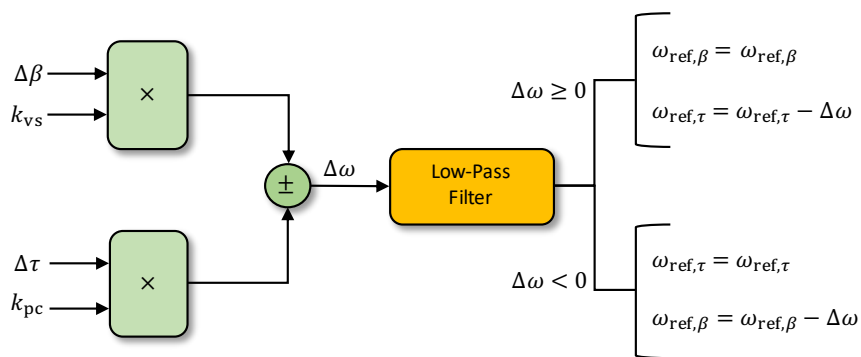 Δβ
k_vs
×
Δτ
k_pc
×
±
Δω
Low-Pass
Filter
Δω ≥ 0
ω_ref,β = ω_ref,β
ω_ref,τ = ω_ref,τ − Δω
Δω < 0
ω_ref,τ = ω_ref,τ
ω_ref,β = ω_ref,β − Δω